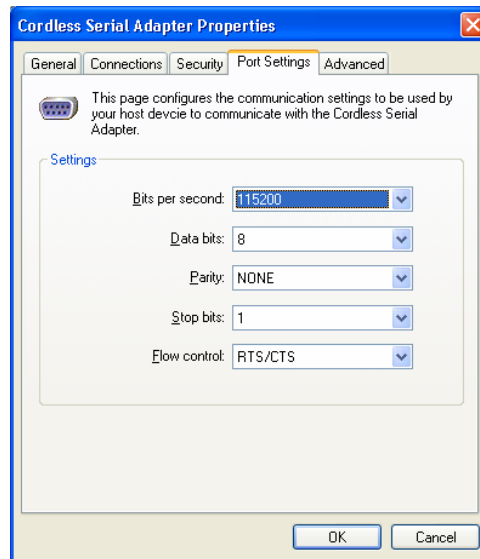 Cordless Serial Adapter Properties
General Connections Security Port Settings Advanced
This page configures the communication settings to be used by
your host devcie to communicate with the Cordless Serial
Adapter.
Settings
Bits per second: 115200
Data bits: 8
Parity: NONE
Stop bits: 1
Flow control: RTS/CTS
OK Cancel